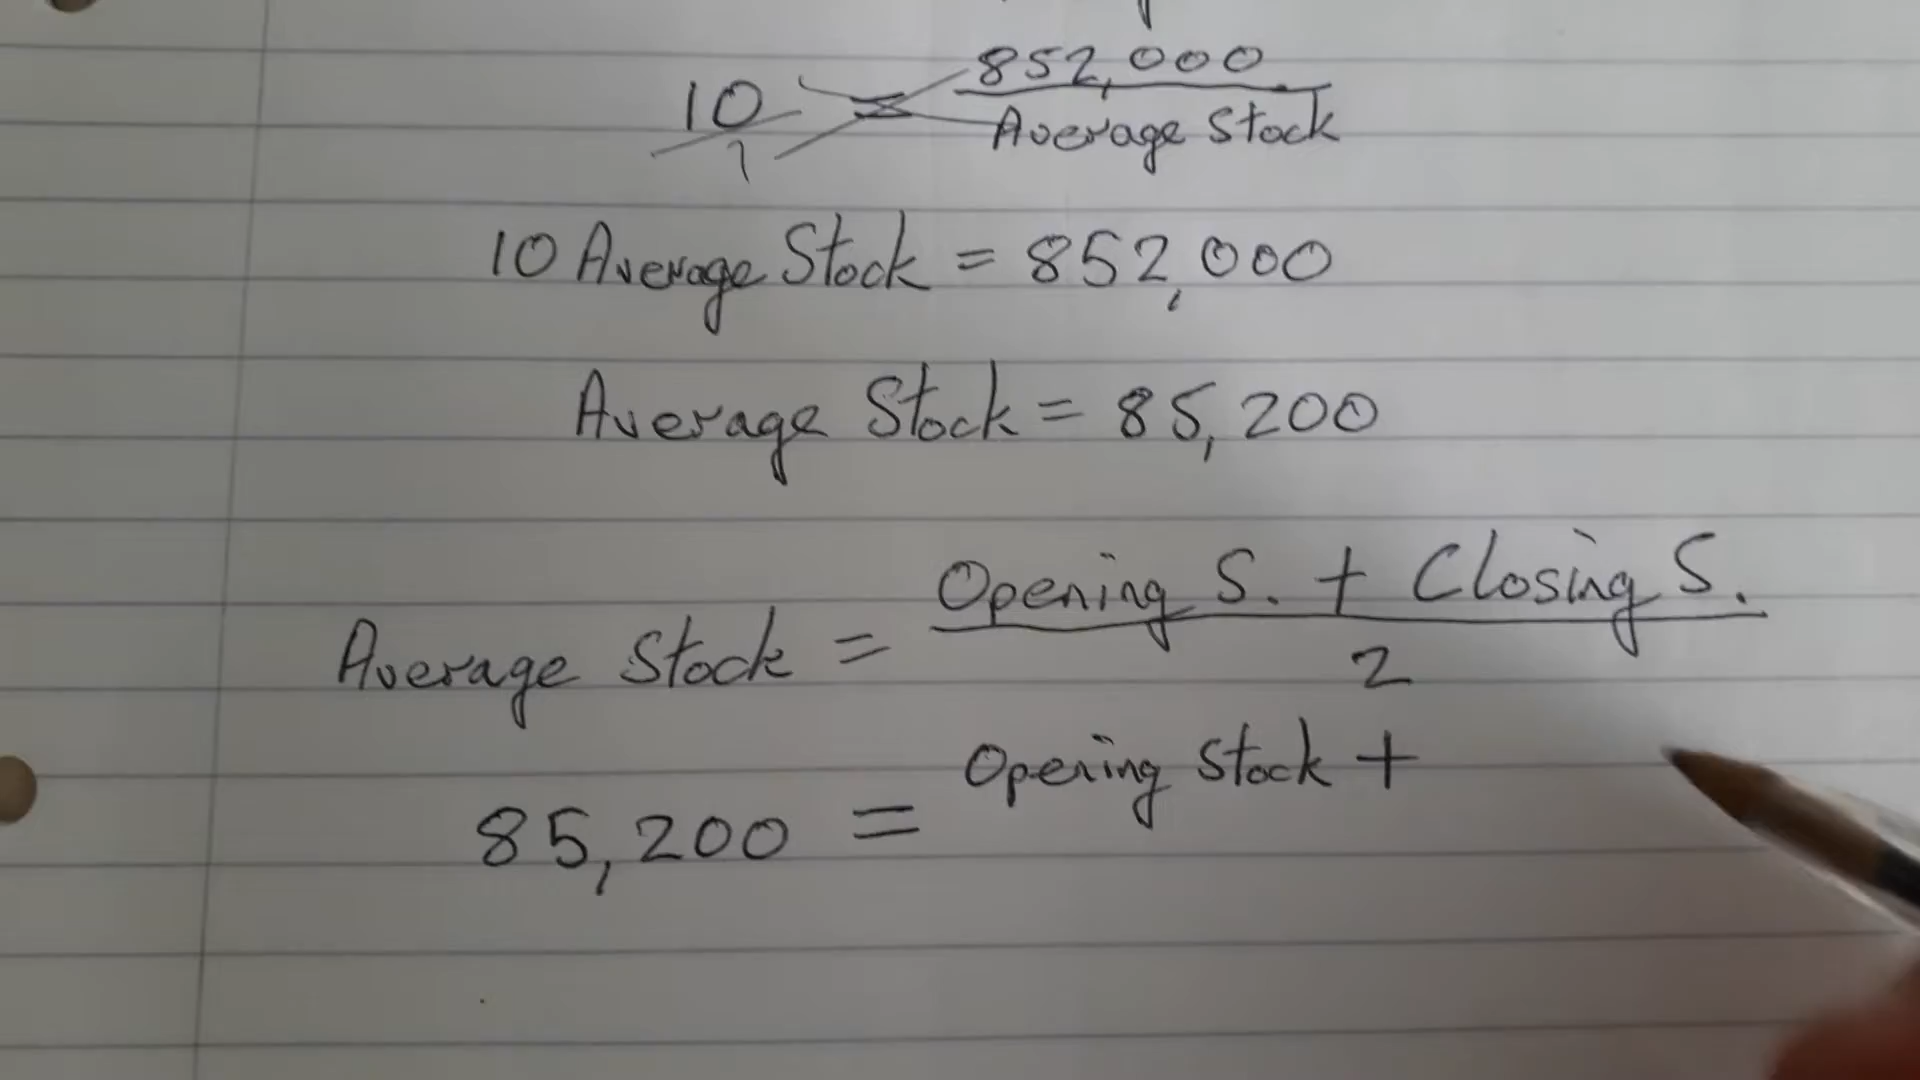 852,000
10 =
1
Average Stock
10 Average Stock = 852,000
Average Stock = 85,200
Opening S. + Closing S.
Average Stock =
2
Opening Stock +
85,200 =